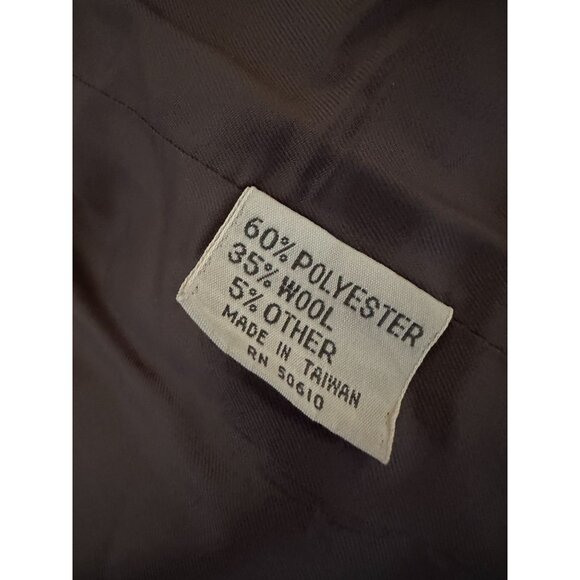 60% POLYESTER
35% WOOL
5% OTHER
MADE IN TAIWAN
RN 50610